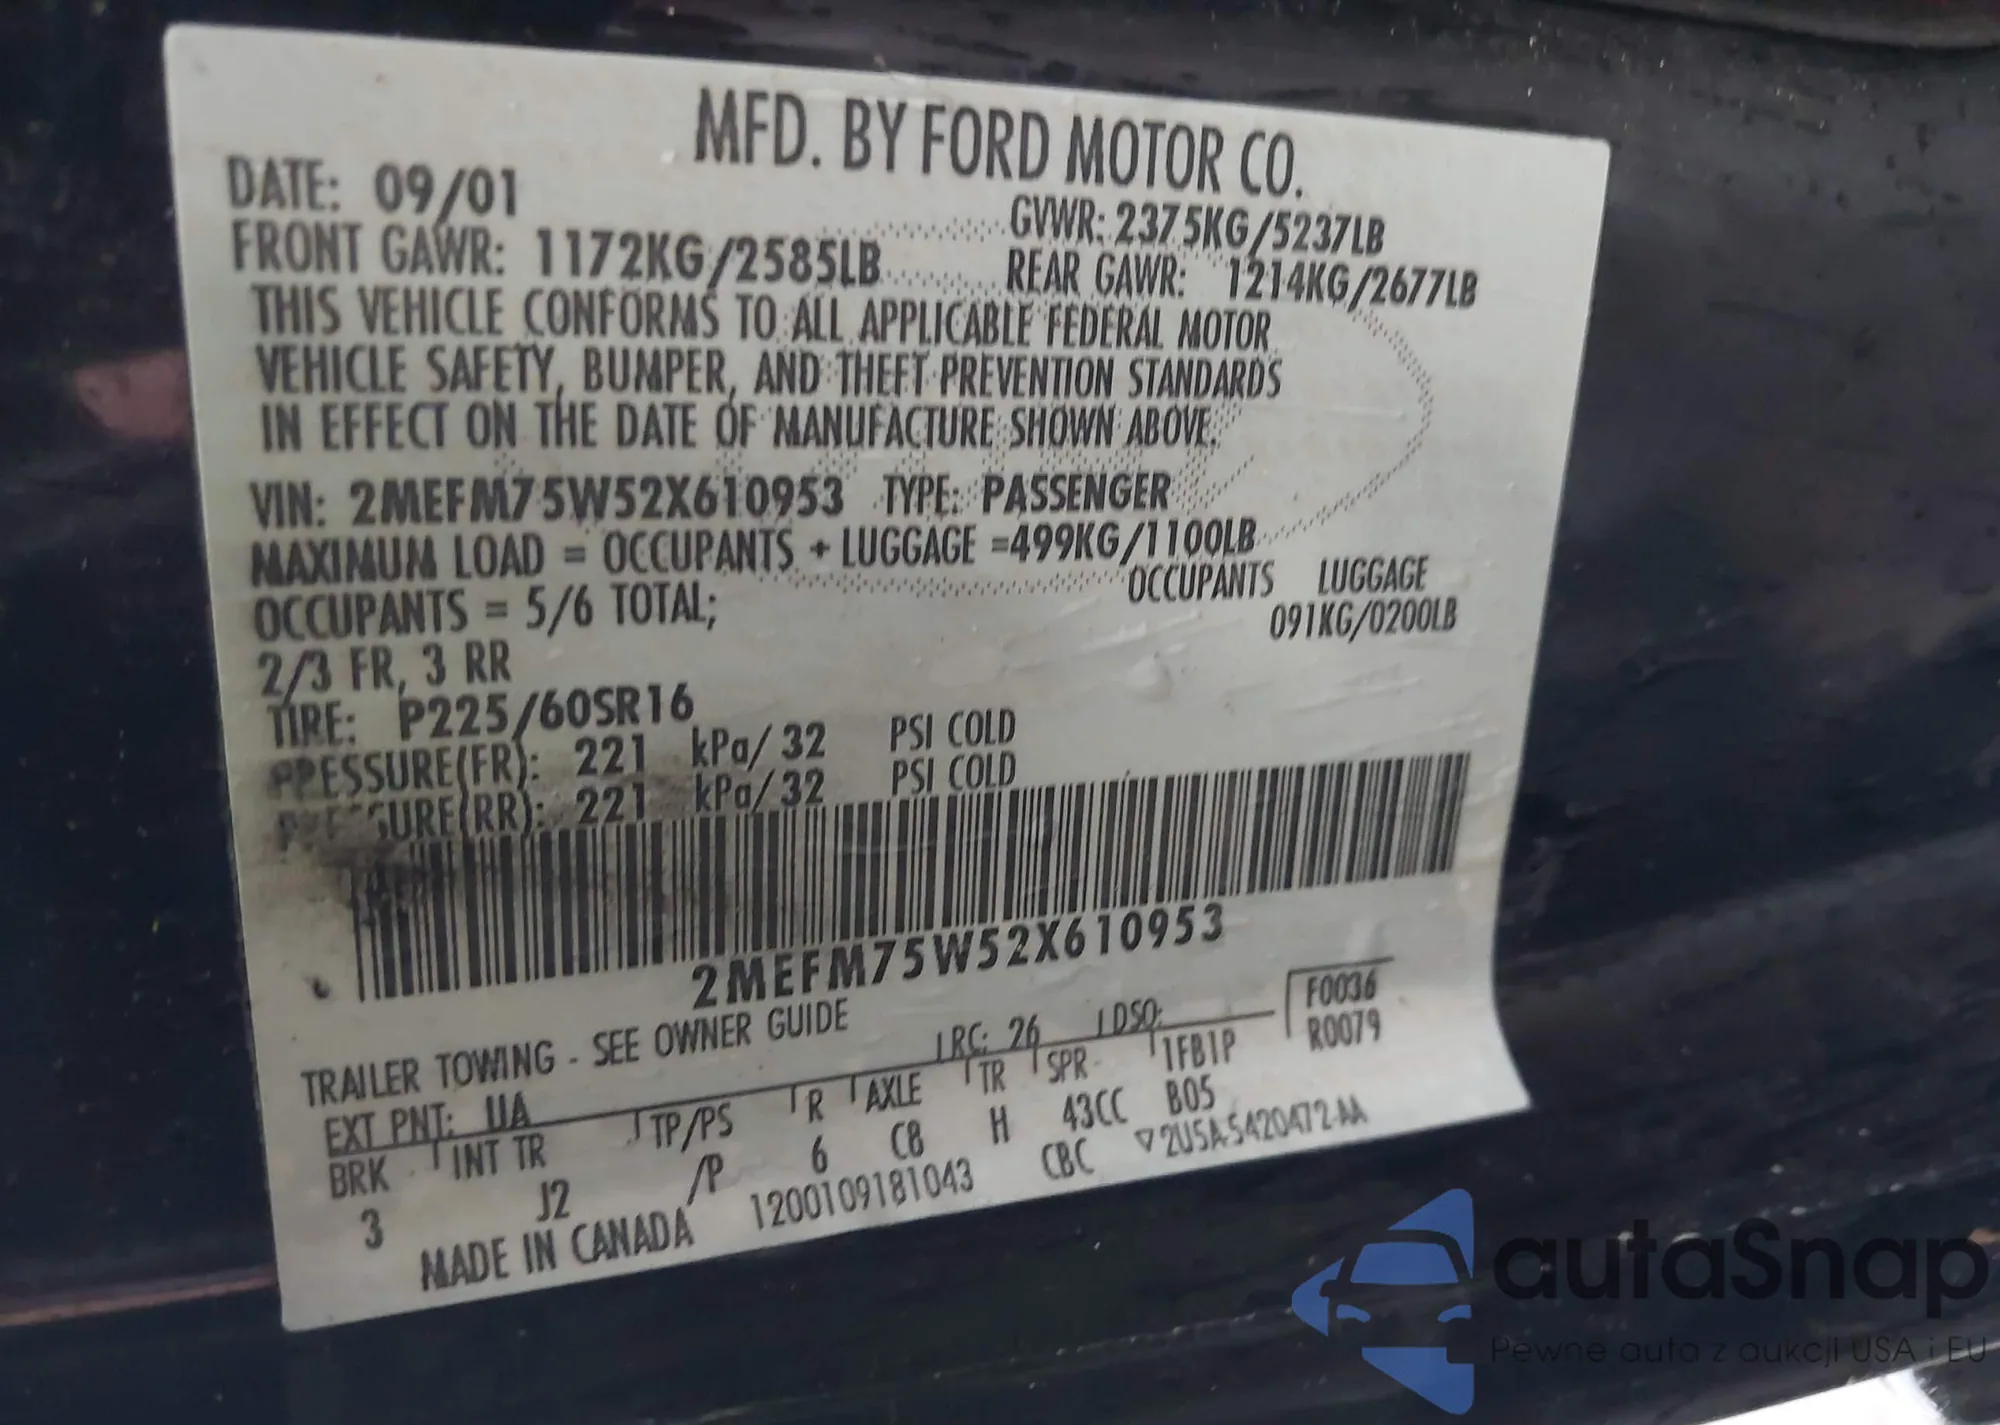 MFD. BY FORD MOTOR CO.
DATE: 09/01 GVWR: 2375KG/5237LB
FRONT GAWR: 1172KG/2585LB REAR GAWR: 1214KG/2677LB
THIS VEHICLE CONFORMS TO ALL APPLICABLE FEDERAL MOTOR
VEHICLE SAFETY, BUMPER, AND THEFT PREVENTION STANDARDS
IN EFFECT ON THE DATE OF MANUFACTURE SHOWN ABOVE.
VIN: 2MEFM75W52X610953 TYPE: PASSENGER
MAXIMUM LOAD = OCCUPANTS + LUGGAGE =499KG/1100LB
OCCUPANTS = 5/6 TOTAL; OCCUPANTS LUGGAGE
2/3 FR, 3 RR 091KG/0200LB
TIRE: P225/60SR16
PRESSURE(FR): 221 kPa/ 32 PSI COLD
PRESSURE(RR): 221 kPa/ 32 PSI COLD
2MEFM75W52X610953
TRAILER TOWING - SEE OWNER GUIDE
EXT PNT: UA RC: 26 DSO: F0036
BRK INT TR TP/PS R AXLE TR SPR 1FB1P R0079
3 J2 /P 6 C8 H 43CC B05
MADE IN CANADA 1200109181043 CBC ▽2U5A-5420472-AA
autaSnap
Pewne auta z aukcji USA i EU